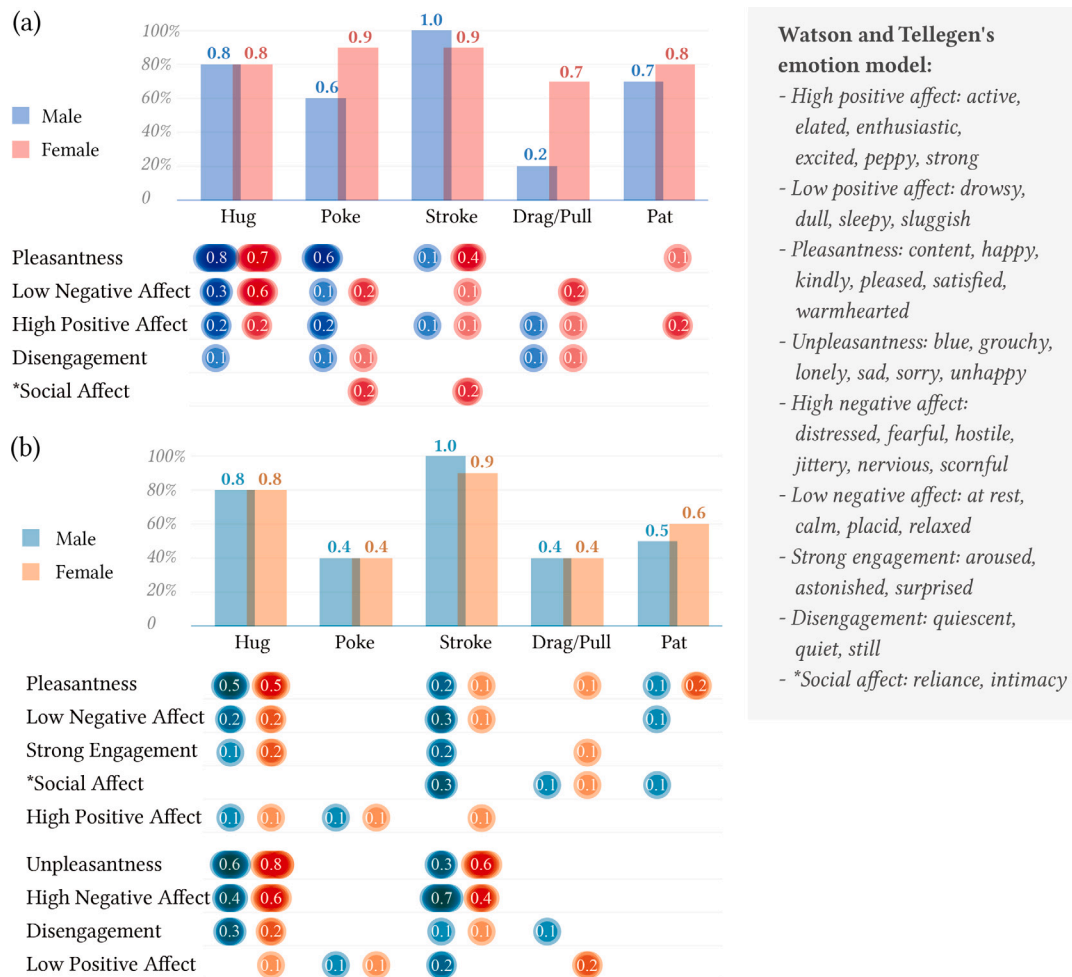 (a)
100%
80%
60%
40%
20%
0
Male
Female
0.8 0.8 0.6 0.9 1.0 0.9 0.2 0.7 0.7 0.8
Hug Poke Stroke Drag/Pull Pat
Pleasantness 0.8 0.7 0.6 0.1 0.4 0.1
Low Negative Affect 0.3 0.6 0.1 0.2 0.1 0.2
High Positive Affect 0.2 0.2 0.2 0.1 0.1 0.1 0.1 0.2
Disengagement 0.1 0.1 0.1 0.1 0.1
*Social Affect 0.2 0.2
(b)
100%
80%
60%
40%
20%
0
Male
Female
0.8 0.8 0.4 0.4 1.0 0.9 0.4 0.4 0.5 0.6
Hug Poke Stroke Drag/Pull Pat
Pleasantness 0.5 0.5 0.2 0.1 0.1 0.1 0.2
Low Negative Affect 0.2 0.2 0.3 0.1 0.1
Strong Engagement 0.1 0.2 0.2 0.1
*Social Affect 0.3 0.1 0.1 0.1
High Positive Affect 0.1 0.1 0.1 0.1 0.1
Unpleasantness 0.6 0.8 0.3 0.6
High Negative Affect 0.4 0.6 0.7 0.4
Disengagement 0.3 0.2 0.1 0.1 0.1
Low Positive Affect 0.1 0.1 0.1 0.2 0.2
Watson and Tellegen's
emotion model:
- High positive affect: active,
elated, enthusiastic,
excited, peppy, strong
- Low positive affect: drowsy,
dull, sleepy, sluggish
- Pleasantness: content, happy,
kindly, pleased, satisfied,
warmhearted
- Unpleasantness: blue, grouchy,
lonely, sad, sorry, unhappy
- High negative affect:
distressed, fearful, hostile,
jittery, nervious, scornful
- Low negative affect: at rest,
calm, placid, relaxed
- Strong engagement: aroused,
astonished, surprised
- Disengagement: quiescent,
quiet, still
- *Social affect: reliance, intimacy